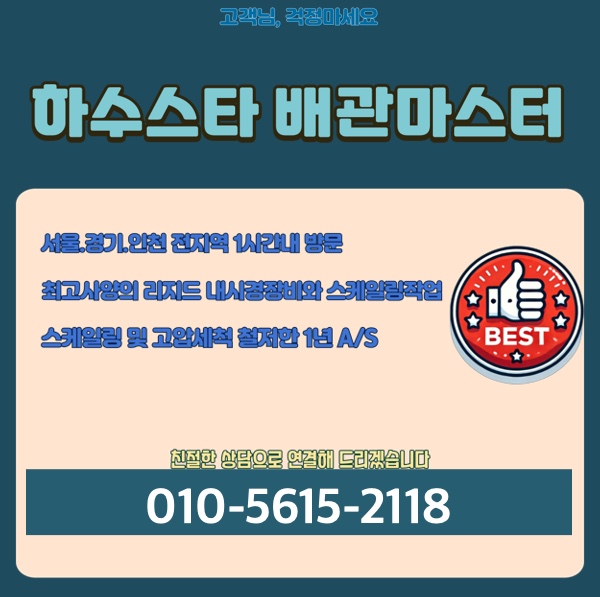 고객님, 걱정마세요
하수스타 배관마스터
서울.경기.인천 전지역 1시간내 방문
최고사양의 리지드 내시경장비와 스케일링작업
스케일링 및 고압세척 철저한 1년 A/S
BEST
친절한 상담으로 연결해 드리겠습니다
010-5615-2118